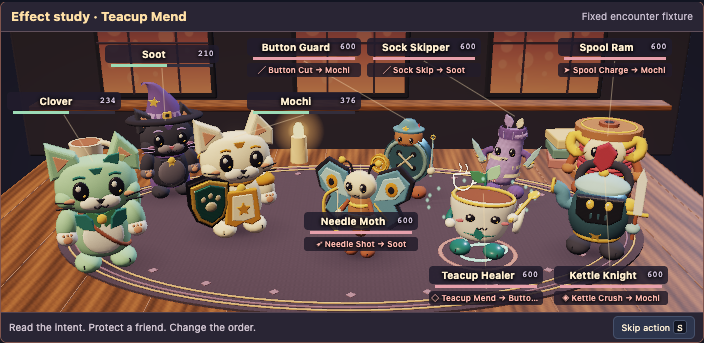 Effect study · Teacup Mend
Fixed encounter fixture
Soot 210
Button Guard 600
Button Cut → Mochi
Sock Skipper 600
Sock Skip → Soot
Spool Ram 600
Spool Charge → Mochi
Clover 234
Mochi 376
Needle Moth 600
Needle Shot → Soot
Teacup Healer 600
Teacup Mend → Butto...
Kettle Knight 600
Kettle Crush → Mochi
Read the intent. Protect a friend. Change the order.
Skip action S